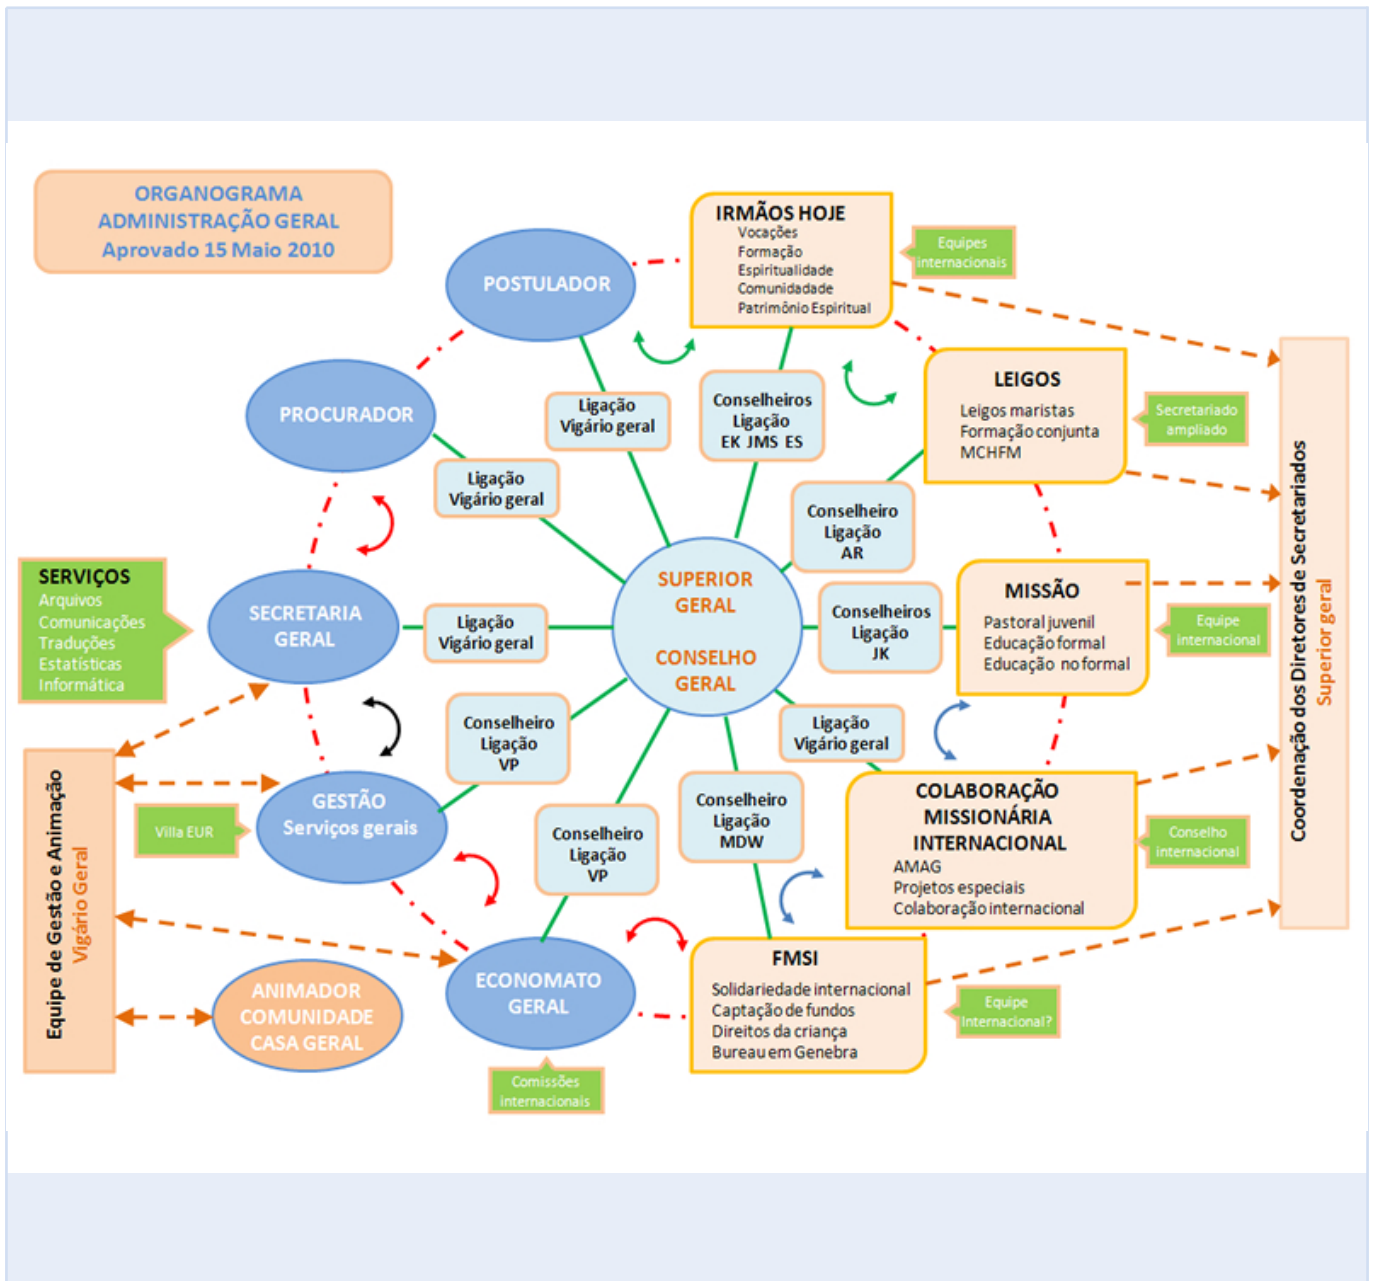 ORGANOGRAMA
ADMINISTRAÇÃO GERAL
Aprovado 15 Maio 2010
IRMÃOS HOJE
Vocações
Formação
Espiritualidade
Comunidadade
Patrimônio Espiritual
Equipes
internacionais
POSTULADOR
PROCURADOR
LEIGOS
Leigos maristas
Formação conjunta
MCHFM
Secretariado
ampliado
Ligação
Vigário geral
Conselheiros
Ligação
EK JMS ES
Ligação
Vigário geral
Conselheiro
Ligação
AR
SERVIÇOS
Arquivos
Comunicações
Traduções
Estatísticas
Informática
SECRETARIA
GERAL
Ligação
Vigário geral
SUPERIOR
GERAL
CONSELHO
GERAL
Conselheiros
Ligação
JK
MISSÃO
Pastoral juvenil
Educação formal
Educação no formal
Equipe
internacional
Coordenação dos Diretores de Secretariados
Superior geral
Conselheiro
Ligação
VP
Ligação
Vigário geral
Equipe de Gestão e Animação
Vigário Geral
Villa EUR
GESTÃO
Serviços gerais
Conselheiro
Ligação
VP
Conselheiro
Ligação
MDW
COLABORAÇÃO
MISSIONÁRIA
INTERNACIONAL
AMAG
Projetos especiais
Colaboração internacional
Conselho
internacional
ANIMADOR
COMUNIDADE
CASA GERAL
ECONOMATO
GERAL
Comissões
internacionais
FMSI
Solidariedade internacional
Captação de fundos
Direitos da criança
Bureau em Genebra
Equipe
Internacional?